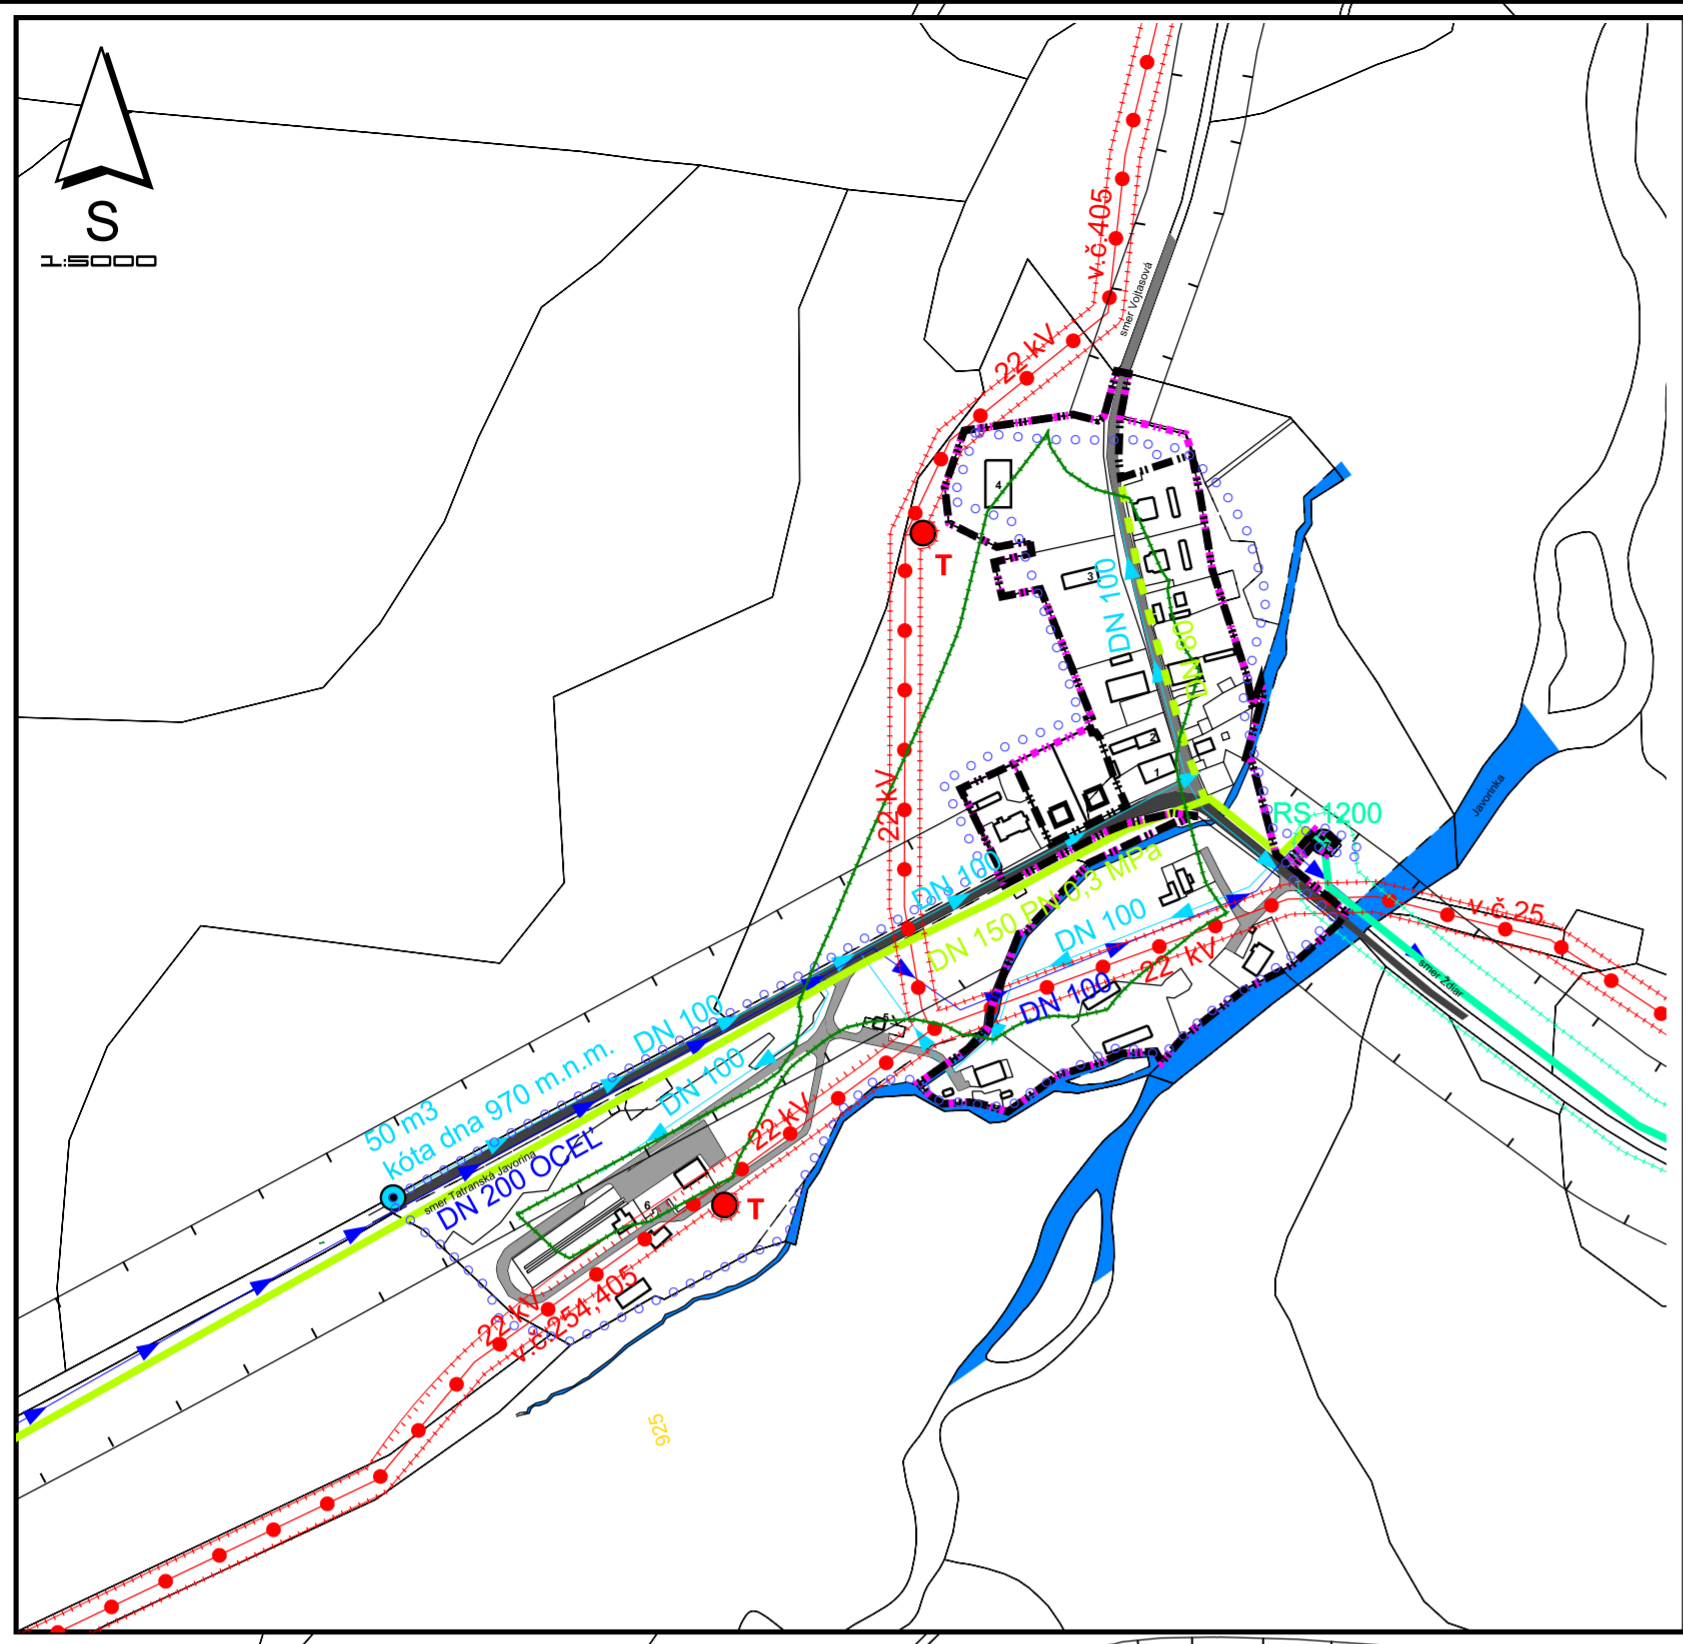 S
1:5000
v.č.405
smer Vojtasová
22 kV
4
T
3
DN 100
DN 80
2
1
22 kV
RS 1200
Javorinka
DN 100
DN 150 PN 0,3 MPa
DN 100
v.č.25
22 kV
smer Ždiar
DN 100
5
DN 100
DN 100
50 m3
kóta dna 970 m.n.m.
22 kV
DN 200 OCEĽ
smer Tatranská Javorina
6
T
22 kV
v.č.254,405
925